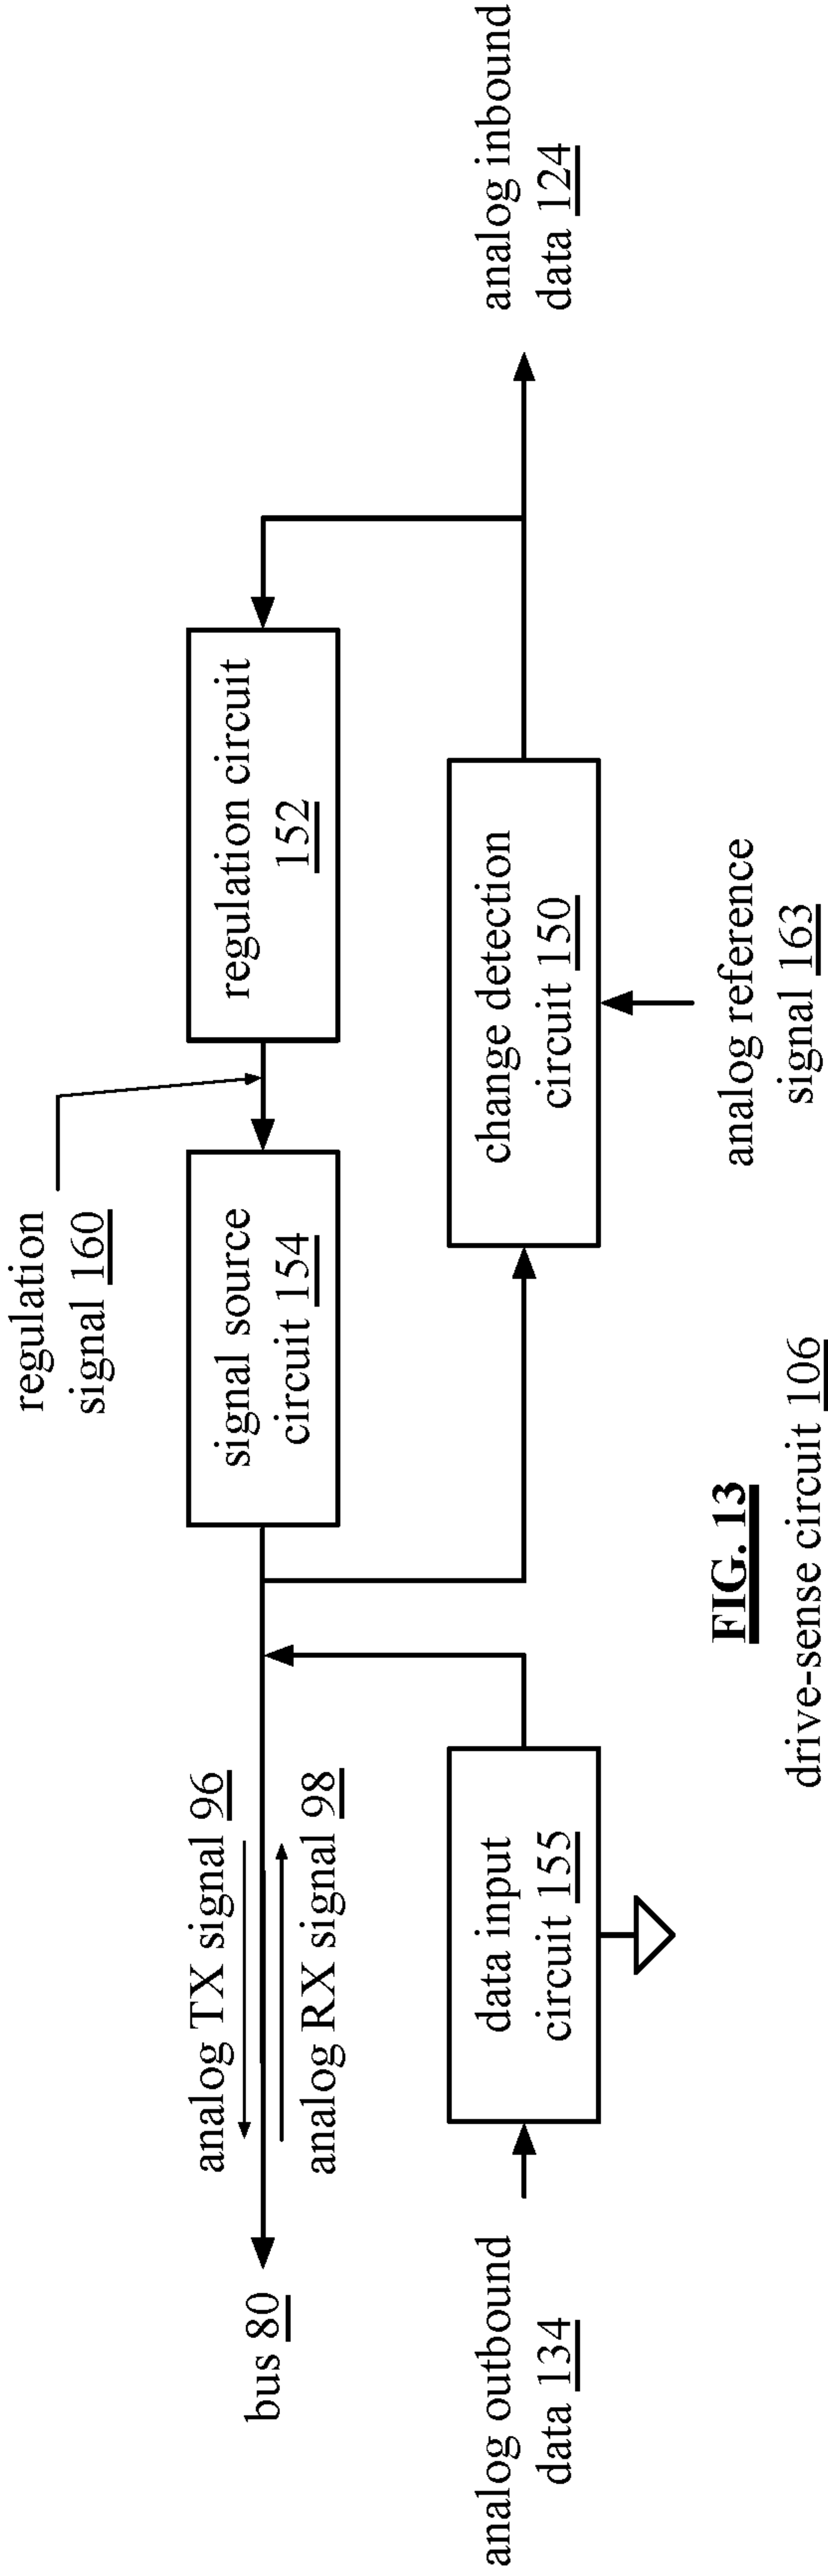 regulation
signal 160
bus 80
analog TX signal 96
analog RX signal 98
signal source
circuit 154
regulation circuit
152
analog outbound
data 134
data input
circuit 155
change detection
circuit 150
analog inbound
data 124
analog reference
signal 163
FIG. 13
drive-sense circuit 106